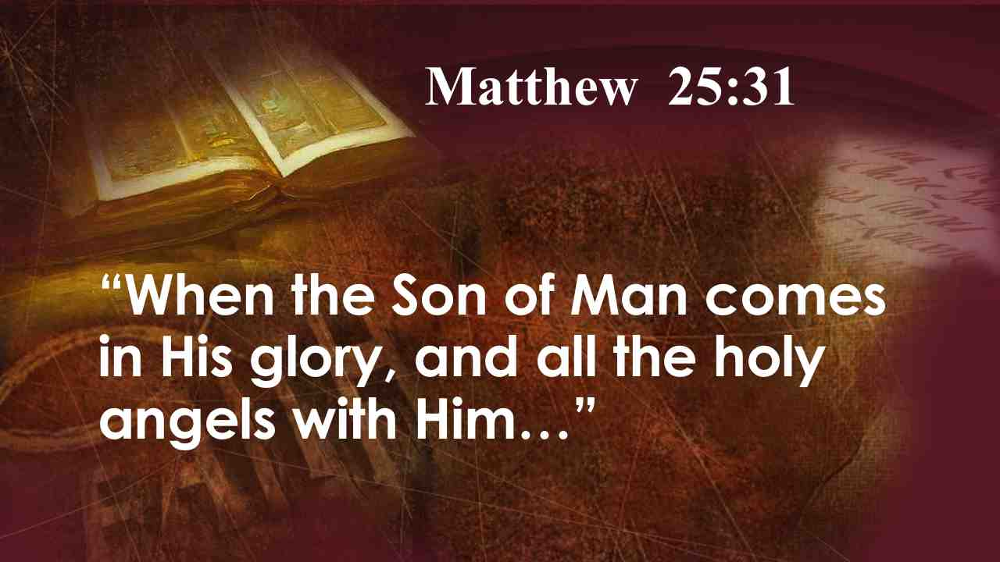 Matthew 25:31
“When the Son of Man comes
in His glory, and all the holy
angels with Him…”